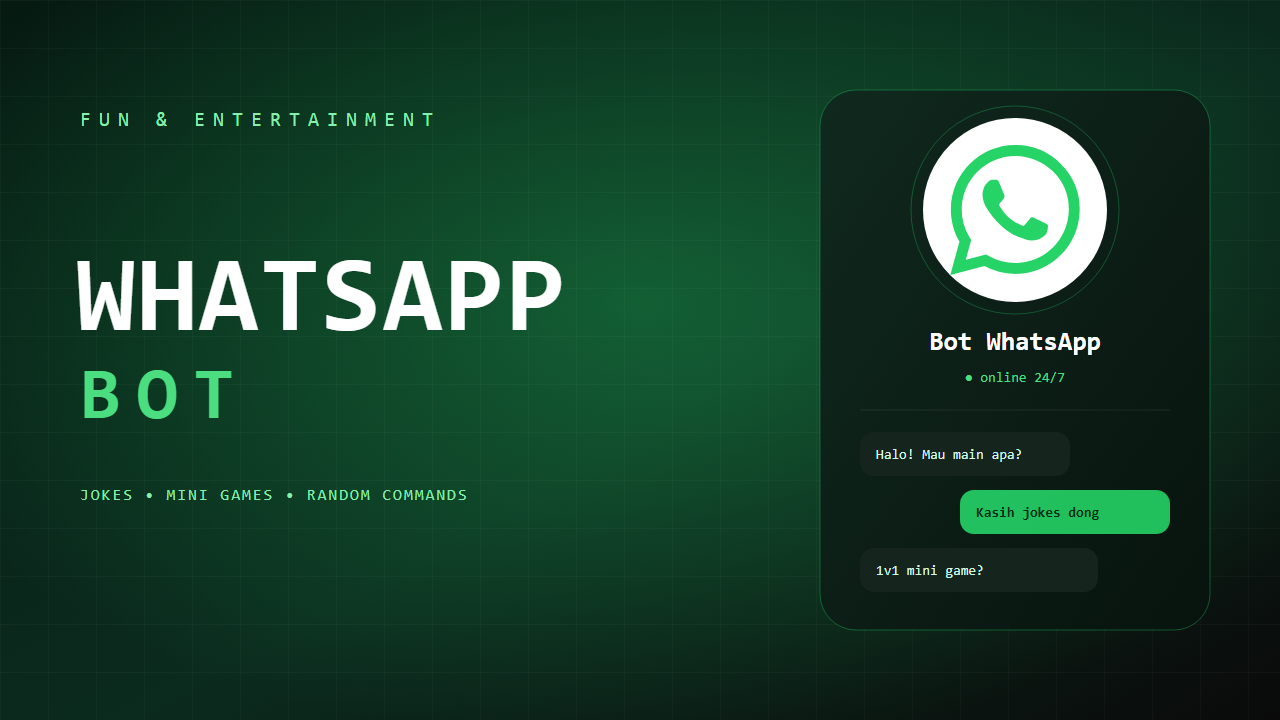 FUN & ENTERTAINMENT
WHATSAPP
BOT
JOKES • MINI GAMES • RANDOM COMMANDS
Bot WhatsApp
● online 24/7
Halo! Mau main apa?
Kasih jokes dong
1v1 mini game?